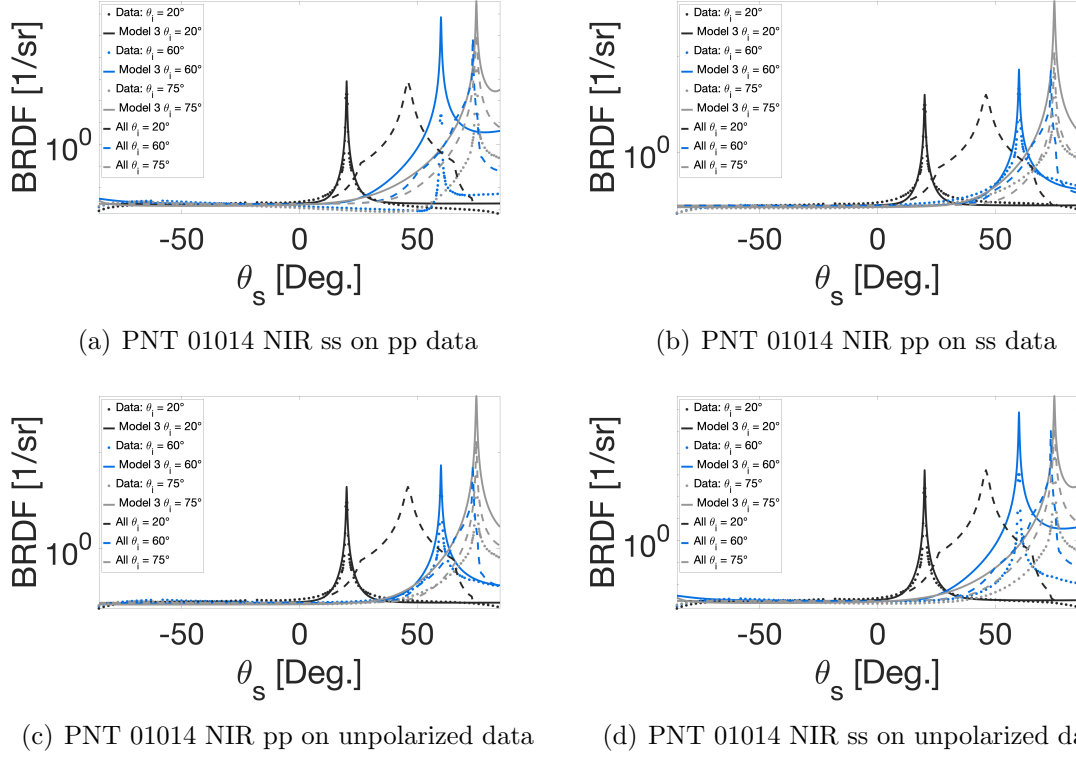 BRDF [1/sr]
10⁰
Data: θᵢ = 20°
Model 3 θᵢ = 20°
Data: θᵢ = 60°
Model 3 θᵢ = 60°
Data: θᵢ = 75°
Model 3 θᵢ = 75°
All θᵢ = 20°
All θᵢ = 60°
All θᵢ = 75°
-50 0 50
θₛ [Deg.]
(a) PNT 01014 NIR ss on pp data
BRDF [1/sr]
10⁰
Data: θᵢ = 20°
Model 3 θᵢ = 20°
Data: θᵢ = 60°
Model 3 θᵢ = 60°
Data: θᵢ = 75°
Model 3 θᵢ = 75°
All θᵢ = 20°
All θᵢ = 60°
All θᵢ = 75°
-50 0 50
θₛ [Deg.]
(b) PNT 01014 NIR pp on ss data
BRDF [1/sr]
10⁰
Data: θᵢ = 20°
Model 3 θᵢ = 20°
Data: θᵢ = 60°
Model 3 θᵢ = 60°
Data: θᵢ = 75°
Model 3 θᵢ = 75°
All θᵢ = 20°
All θᵢ = 60°
All θᵢ = 75°
-50 0 50
θₛ [Deg.]
(c) PNT 01014 NIR pp on unpolarized data
BRDF [1/sr]
10⁰
Data: θᵢ = 20°
Model 3 θᵢ = 20°
Data: θᵢ = 60°
Model 3 θᵢ = 60°
Data: θᵢ = 75°
Model 3 θᵢ = 75°
All θᵢ = 20°
All θᵢ = 60°
All θᵢ = 75°
-50 0 50
θₛ [Deg.]
(d) PNT 01014 NIR ss on unpolarized da